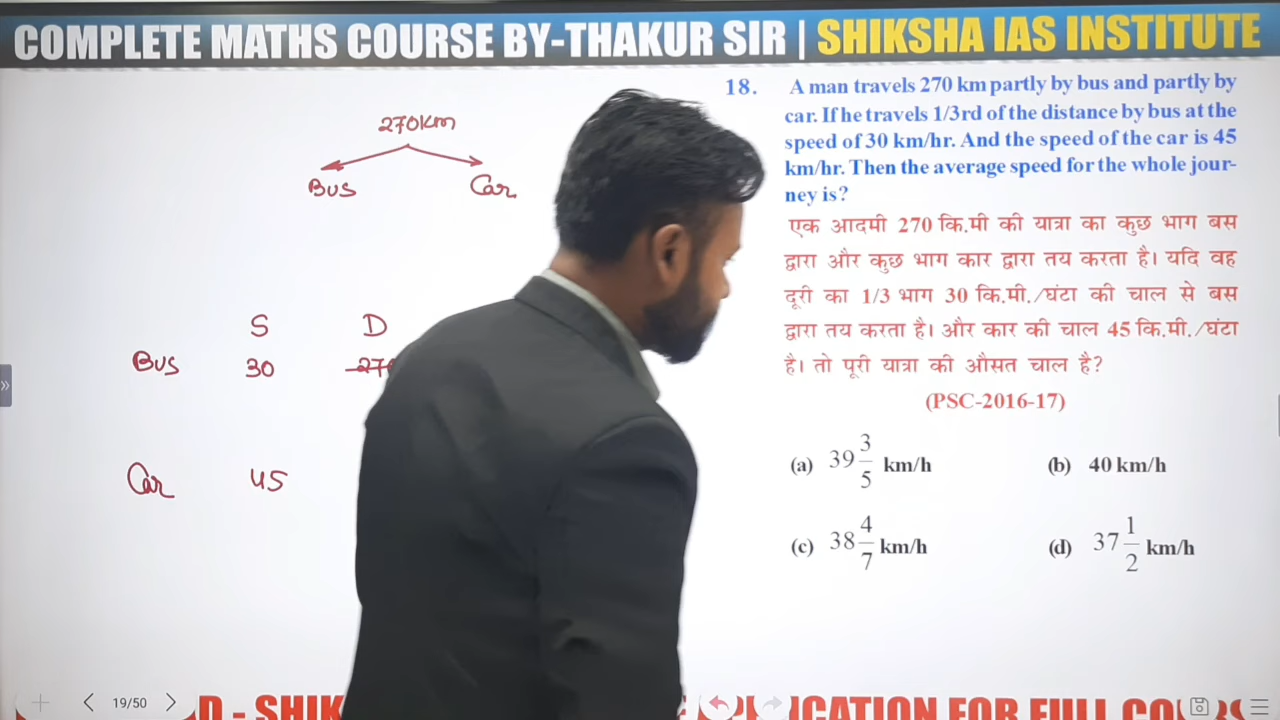 COMPLETE MATHS COURSE BY-THAKUR SIR | SHIKSHA IAS INSTITUTE
270Km
Bus Car
S D
Bus 30
Car 45
18. A man travels 270 km partly by bus and partly by
car. If he travels 1/3rd of the distance by bus at the
speed of 30 km/hr. And the speed of the car is 45
km/hr. Then the average speed for the whole jour-
ney is?
एक आदमी 270 कि.मी की यात्रा का कुछ भाग बस
द्वारा और कुछ भाग कार द्वारा तय करता है। यदि वह
दूरी का 1/3 भाग 30 कि.मी./घंटा की चाल से बस
द्वारा तय करता है। और कार की चाल 45 कि.मी./घंटा
है। तो पूरी यात्रा की औसत चाल है?
(PSC-2016-17)
(a) 39 3/5 km/h (b) 40 km/h
(c) 38 4/7 km/h (d) 37 1/2 km/h
19/50
FOR FULL